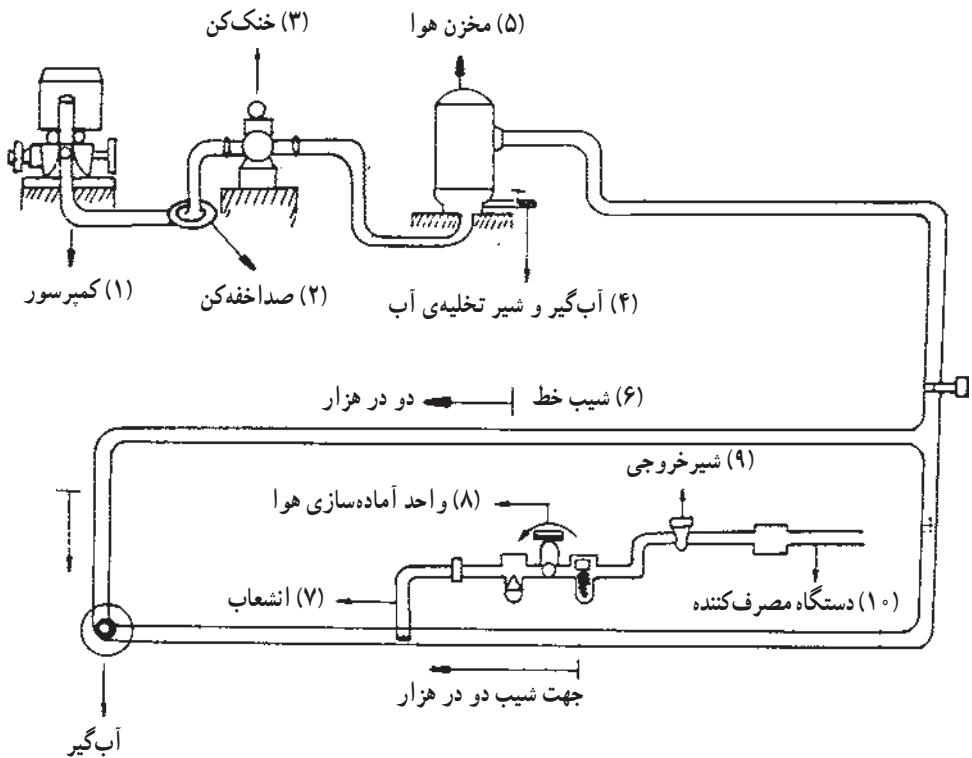 (۳) خنک‌کن
(۵) مخزن هوا
(۱) کمپرسور
(۲) صداخفه‌کن
(۴) آب‌گیر و شیر تخلیه‌ی آب
(۶) شیب خط
دو در هزار
(۹) شیرخروجی
(۸) واحد آماده‌سازی هوا
(۷) انشعاب
(۱۰) دستگاه مصرف‌کننده
جهت شیب دو در هزار
آب‌گیر